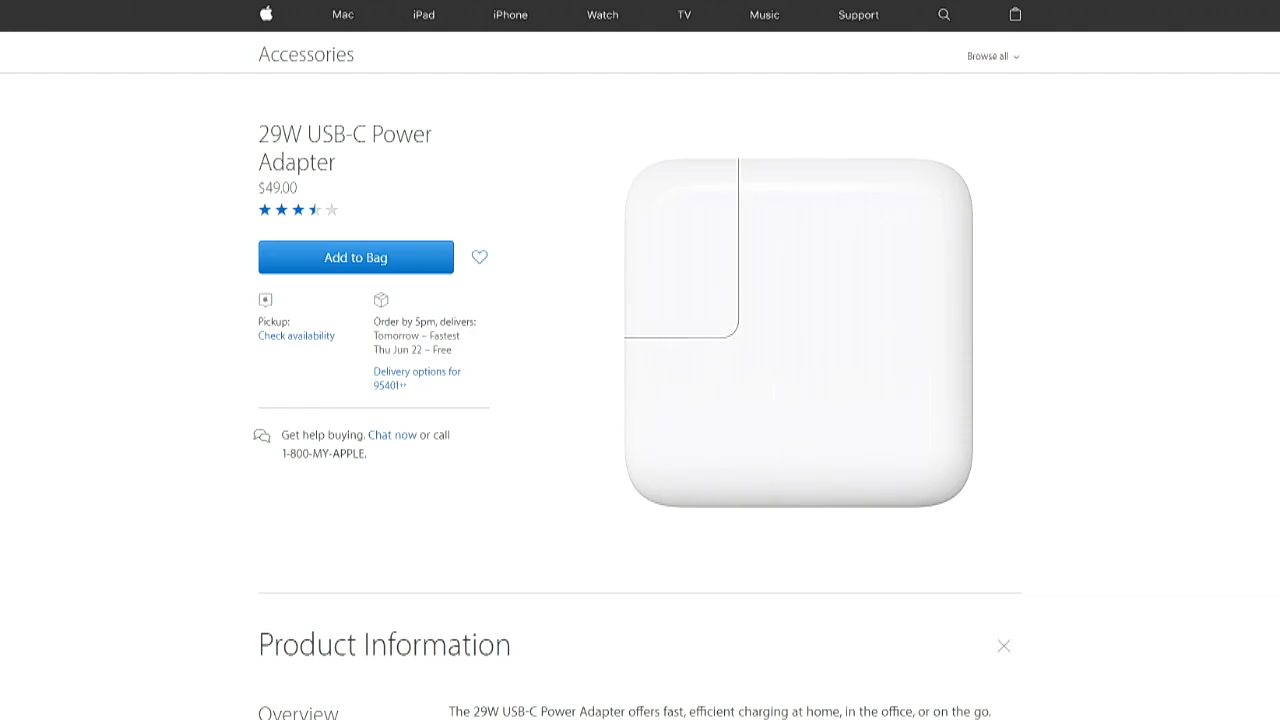 Mac iPad iPhone Watch TV Music Support
Accessories
Browse all
29W USB-C Power
Adapter
$49.00
Add to Bag
Pickup:
Check availability
Order by 5pm, delivers:
Tomorrow – Fastest
Thu Jun 22 – Free
Delivery options for
95401++
Get help buying. Chat now or call
1-800-MY-APPLE.
Product Information
Overview
The 29W USB-C Power Adapter offers fast, efficient charging at home, in the office, or on the go.